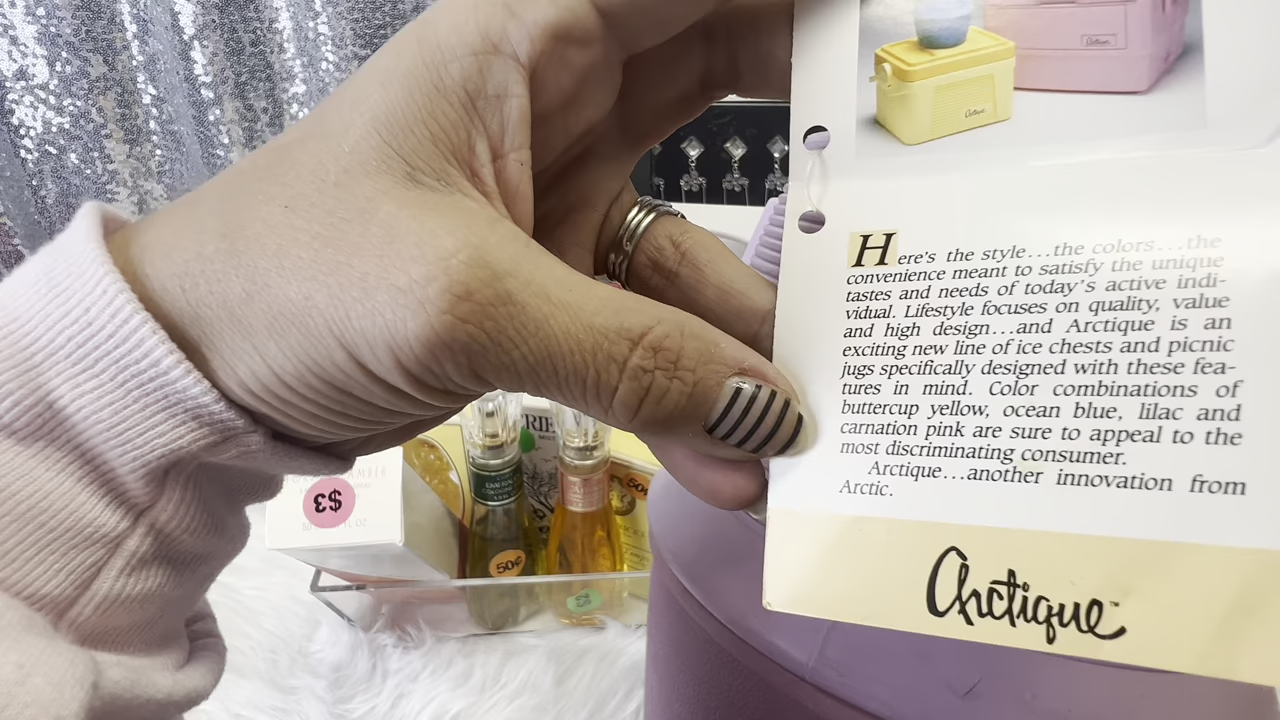 Arctique
Here's the style...the colors...the
convenience meant to satisfy the unique
tastes and needs of today's active indi-
vidual. Lifestyle focuses on quality, value
and high design...and Arctique is an
exciting new line of ice chests and picnic
jugs specifically designed with these fea-
tures in mind. Color combinations of
buttercup yellow, ocean blue, lilac and
carnation pink are sure to appeal to the
most discriminating consumer.
Arctique...another innovation from
Arctic.
Arctique™
$3
EMERAUDE
COLOGNE
50¢
50¢